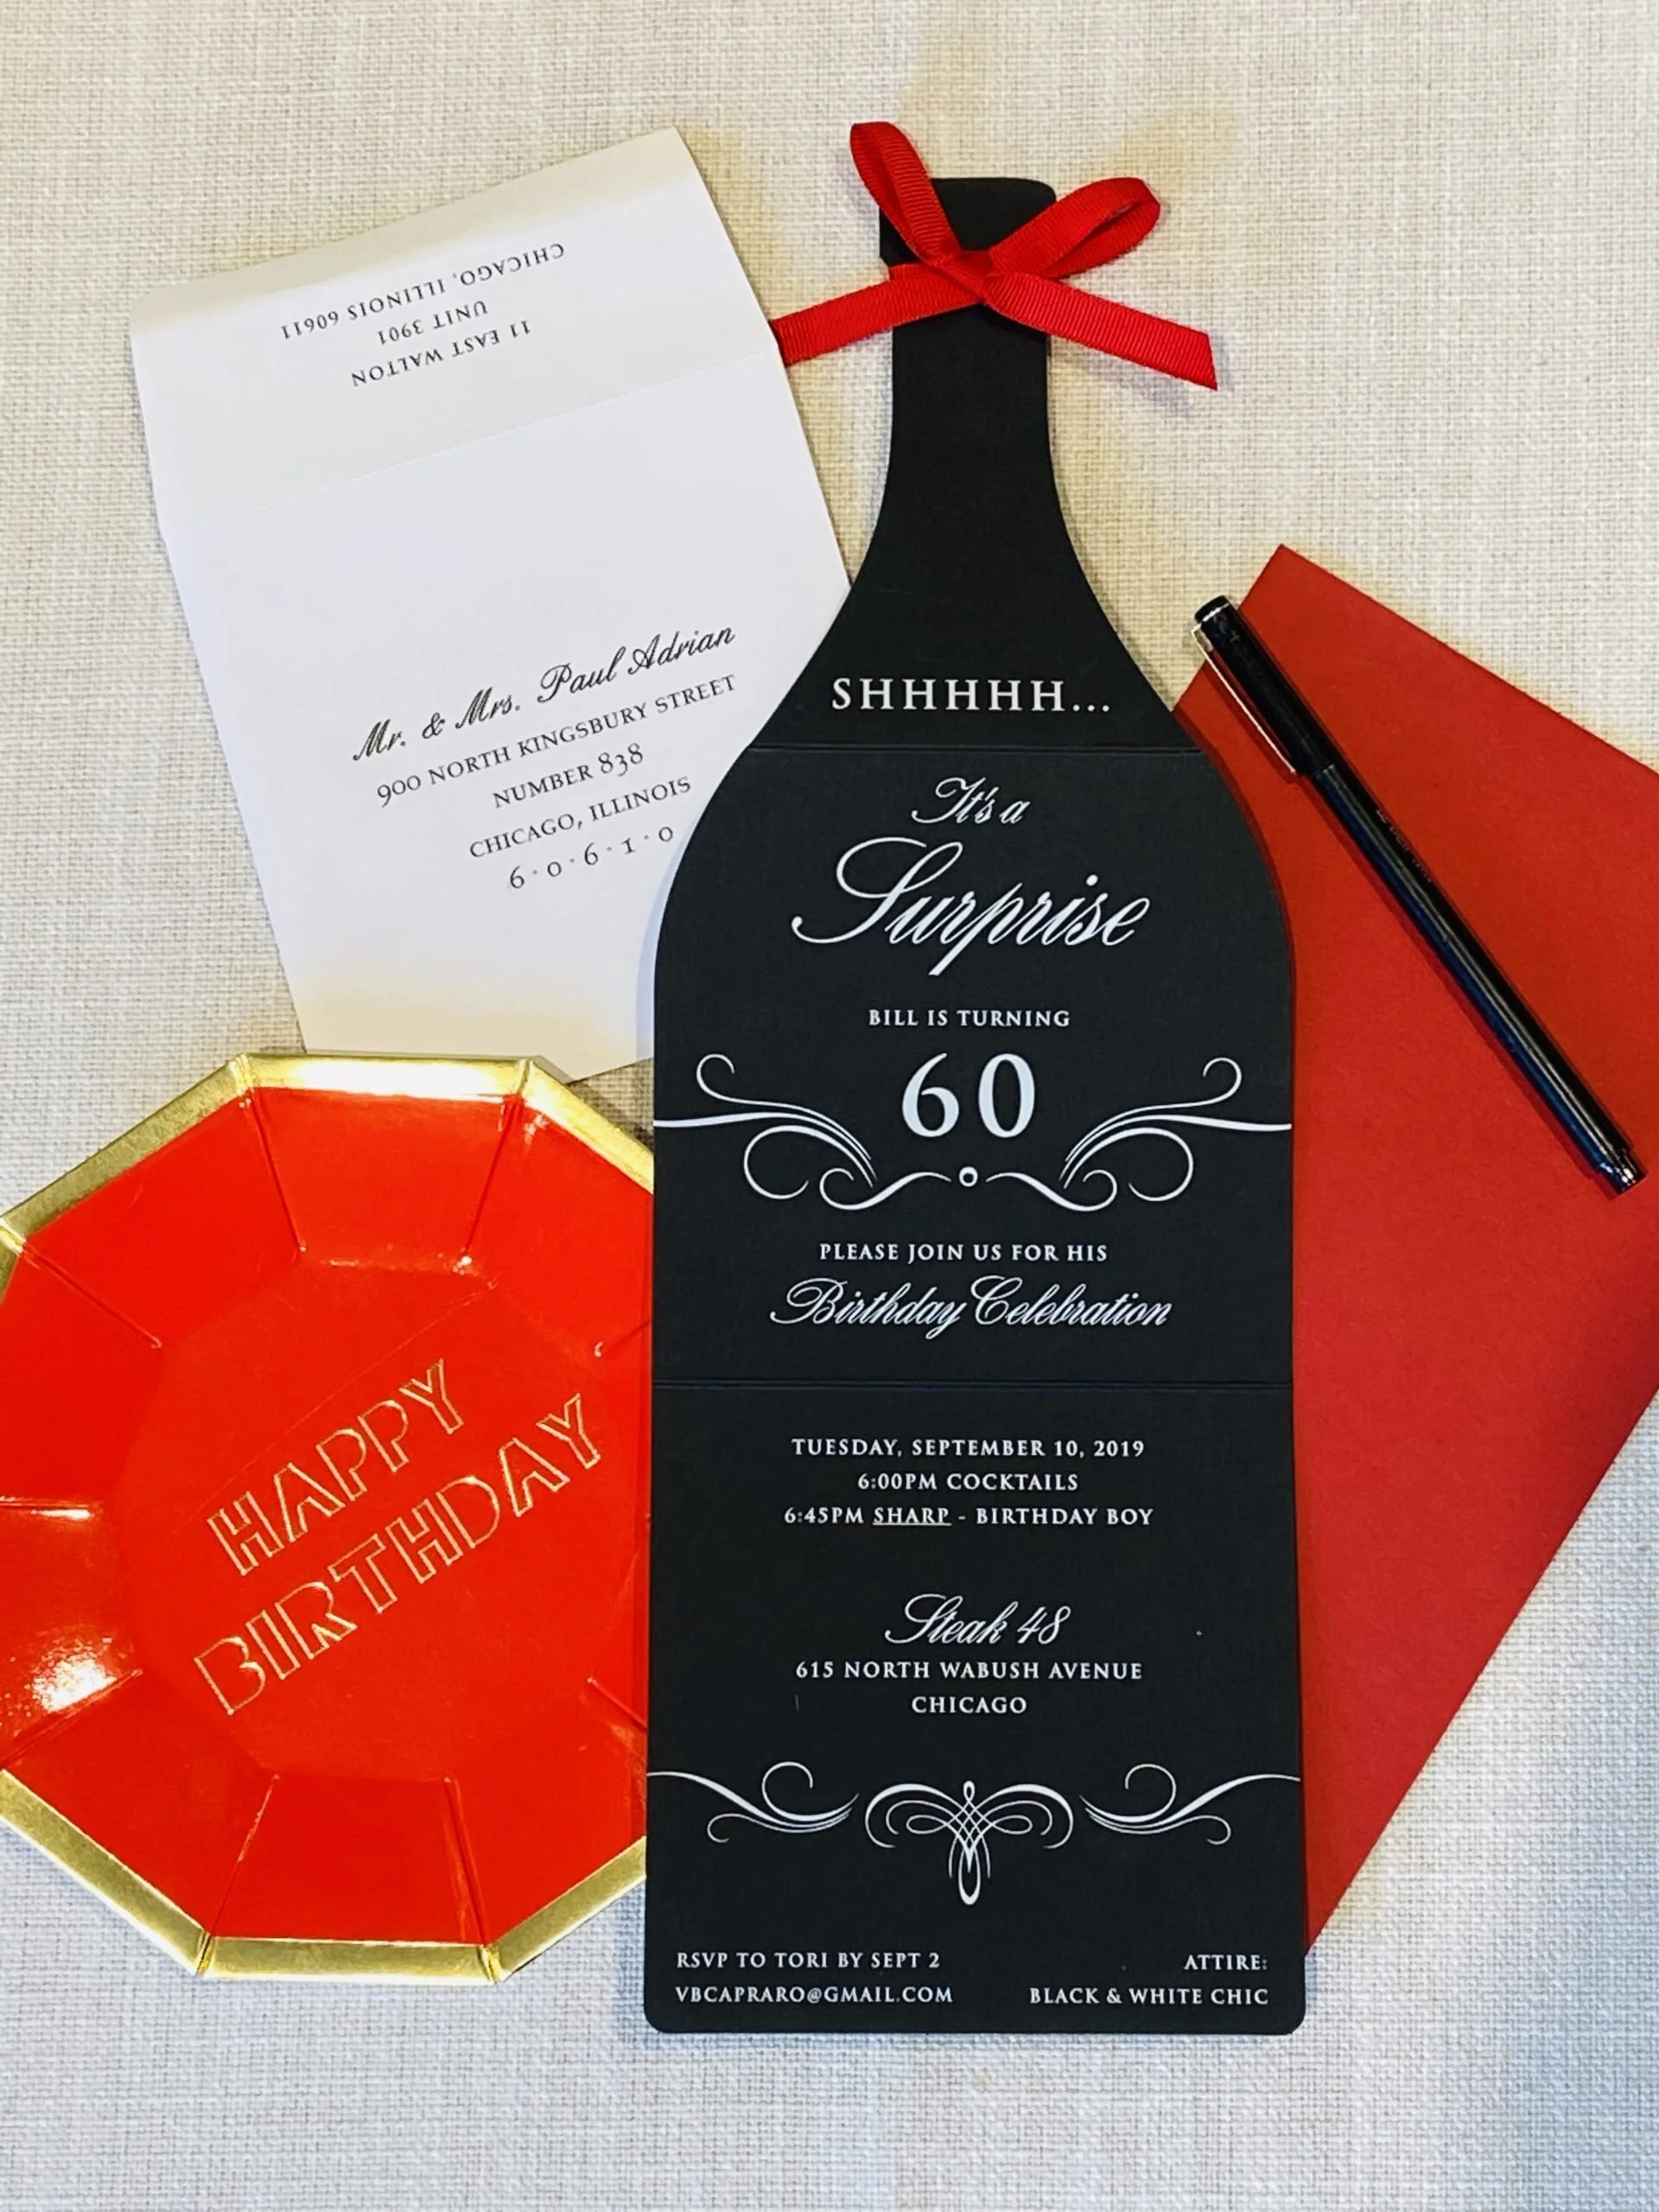 11 EAST WALTON
UNIT 3901
CHICAGO, ILLINOIS 60611
Mr. & Mrs. Paul Adrian
900 NORTH KINGSBURY STREET
NUMBER 838
CHICAGO, ILLINOIS
6·0·6·1·0
SHHHHH...
It's a
Surprise
BILL IS TURNING
60
PLEASE JOIN US FOR HIS
Birthday Celebration
TUESDAY, SEPTEMBER 10, 2019
6:00PM COCKTAILS
6:45PM SHARP - BIRTHDAY BOY
Steak 48
615 NORTH WABUSH AVENUE
CHICAGO
RSVP TO TORI BY SEPT 2
VBCAPRARO@GMAIL.COM
ATTIRE:
BLACK & WHITE CHIC
HAPPY
BIRTHDAY